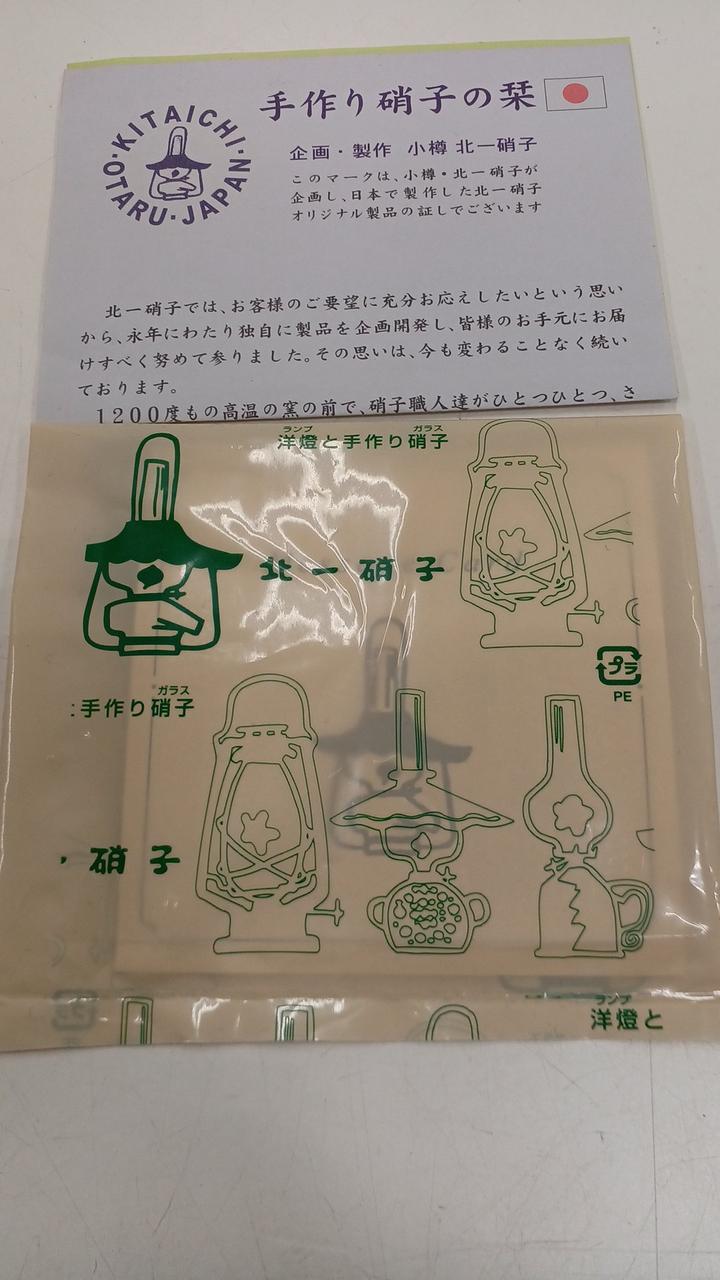 手作り硝子の栞
KITAICHI・OTARU・JAPAN・
企画・製作 小樽 北一硝子
このマークは、小樽・北一硝子が
企画し、日本で製作した北一硝子
オリジナル製品の証しでございます
北一硝子では、お客様のご要望に充分お応えしたいという思い
から、永年にわたり独自に製品を企画開発し、皆様のお手元にお届
けすべく努めて参りました。その思いは、今も変わることなく続い
ております。
1200度もの高温の窯の前で、硝子職人達がひとつひとつ、さ
ランプ ガラス
洋燈と手作り硝子
北一硝子
プラ
PE
ガラス
手作り硝子
硝子
ランプ
洋燈と